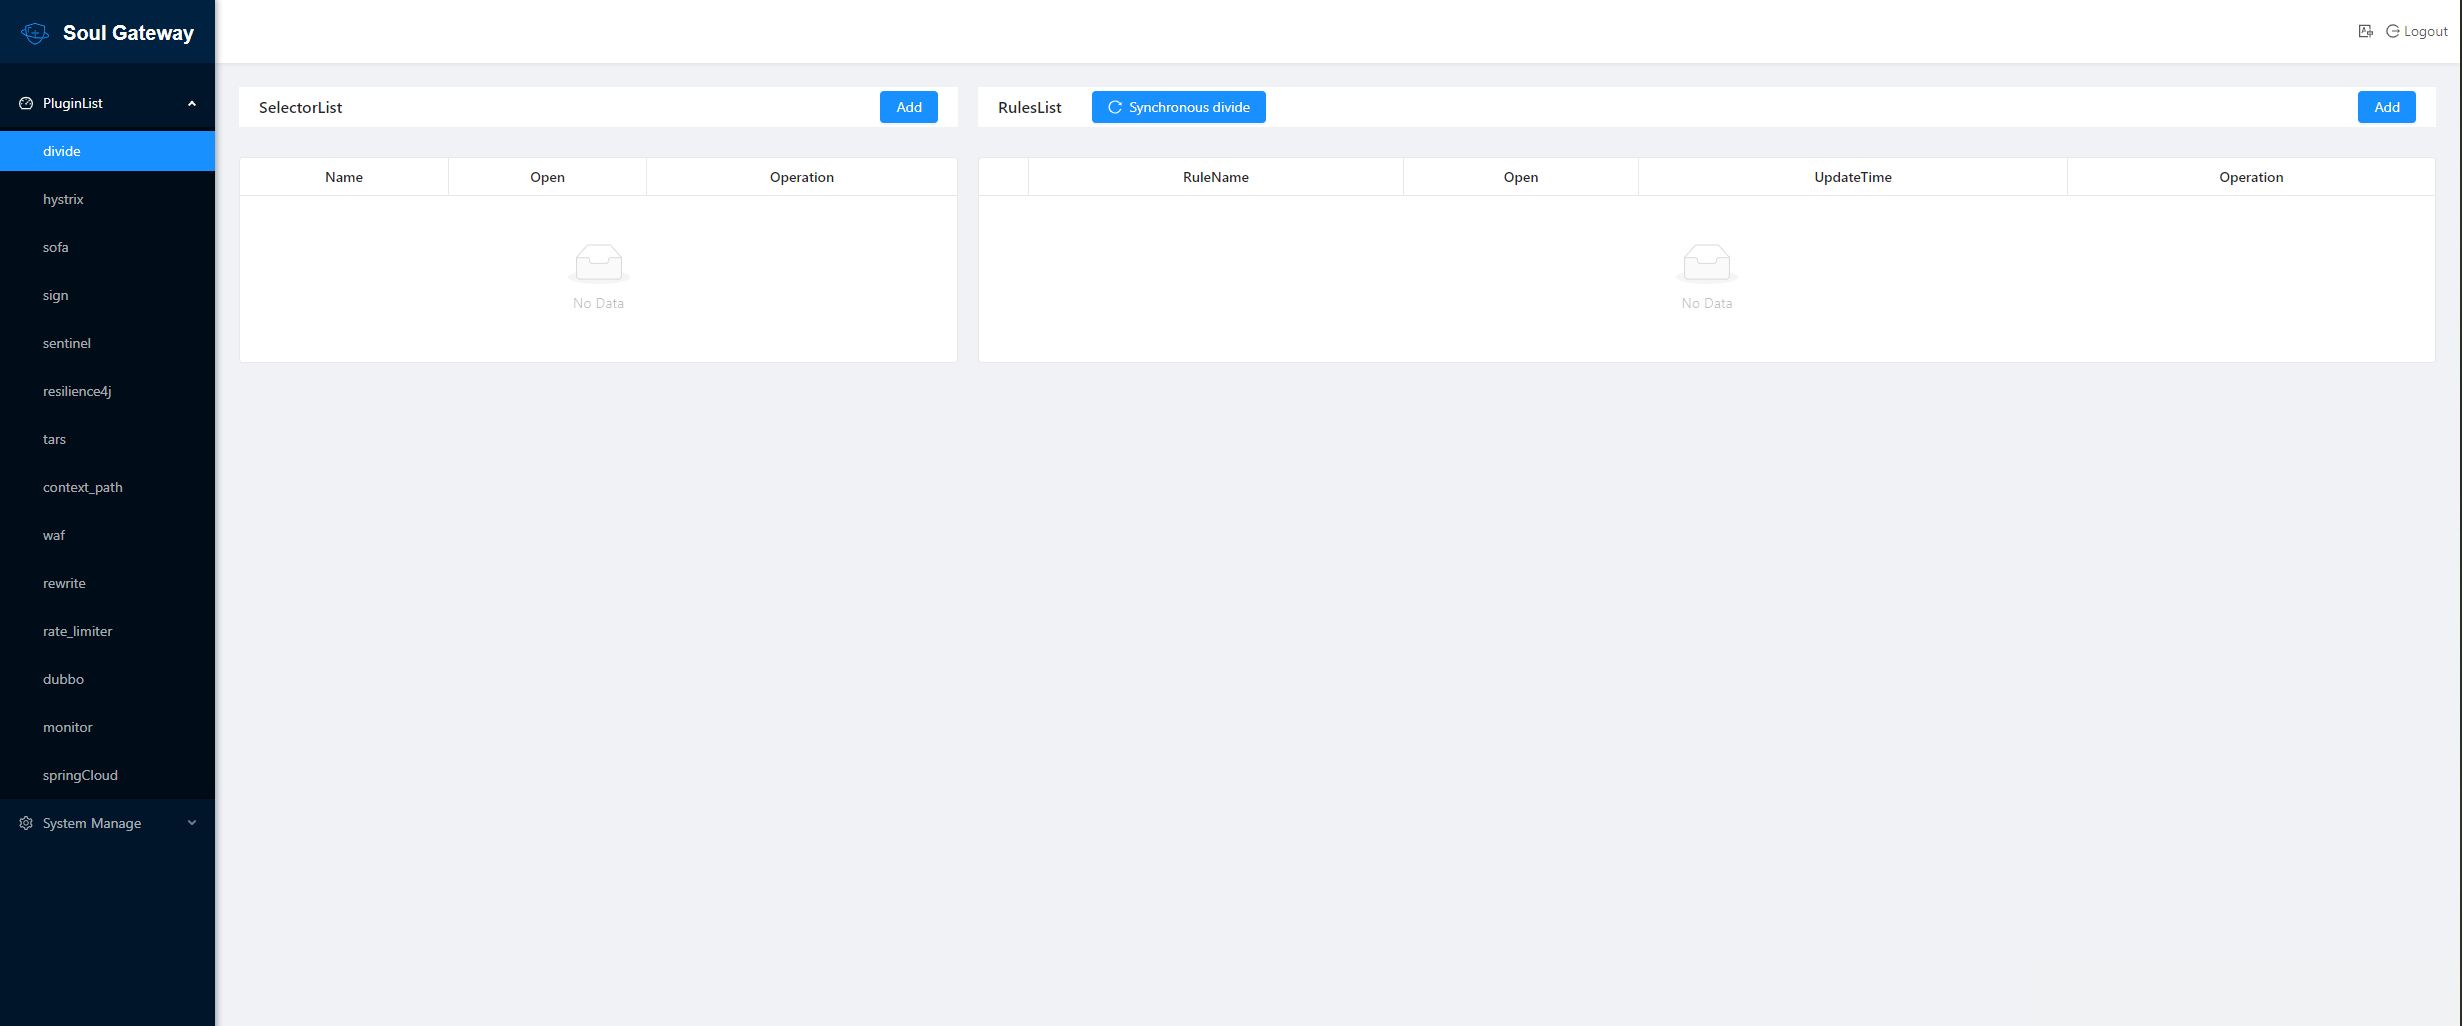 Soul Gateway
Logout
PluginList
divide
hystrix
sofa
sign
sentinel
resilience4j
tars
context_path
waf
rewrite
rate_limiter
dubbo
monitor
springCloud
System Manage
SelectorList
Add
Name Open Operation
No Data
RulesList
Synchronous divide
Add
RuleName Open UpdateTime Operation
No Data